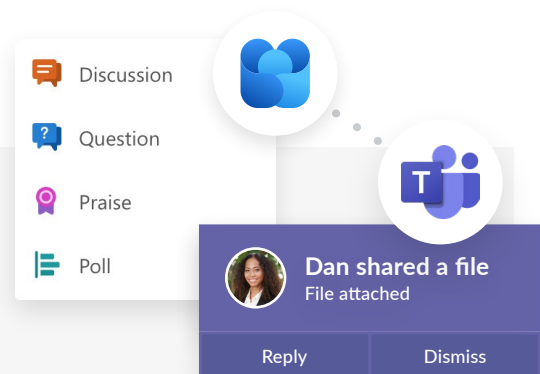 Discussion
?
Question
Praise
Poll
T
Dan shared a file
File attached
Reply
Dismiss